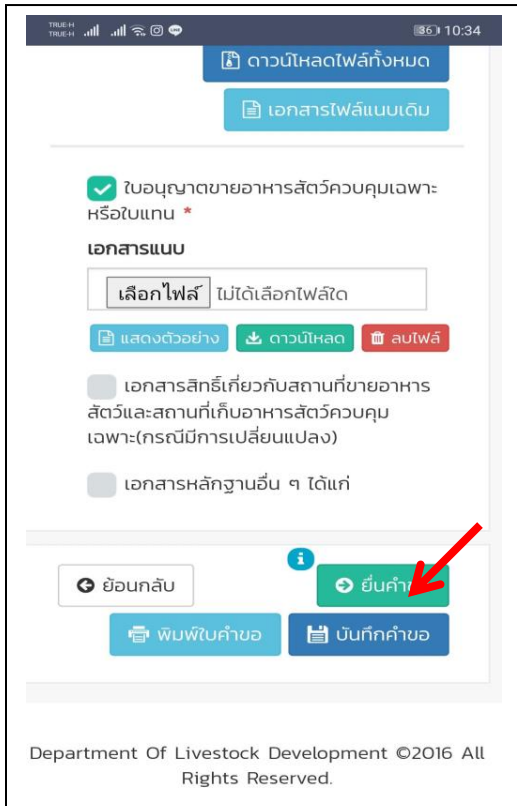 TRUE-H
TRUE-H
36 10:34
ดาวน์โหลดไฟล์ทั้งหมด
เอกสารไฟล์แนบเดิม
ใบอนุญาตขายอาหารสัตว์ควบคุมเฉพาะ
หรือใบแทน *
เอกสารแนบ
เลือกไฟล์ ไม่ได้เลือกไฟล์ใด
แสดงตัวอย่าง ดาวน์โหลด ลบไฟล์
เอกสารสิทธิ์เกี่ยวกับสถานที่ขายอาหาร
สัตว์และสถานที่เก็บอาหารสัตว์ควบคุม
เฉพาะ(กรณีมีการเปลี่ยนแปลง)
เอกสารหลักฐานอื่น ๆ ได้แก่
ย้อนกลับ ยื่นคำ
พิมพ์ใบคำขอ บันทึกคำขอ
Department Of Livestock Development ©2016 All
Rights Reserved.